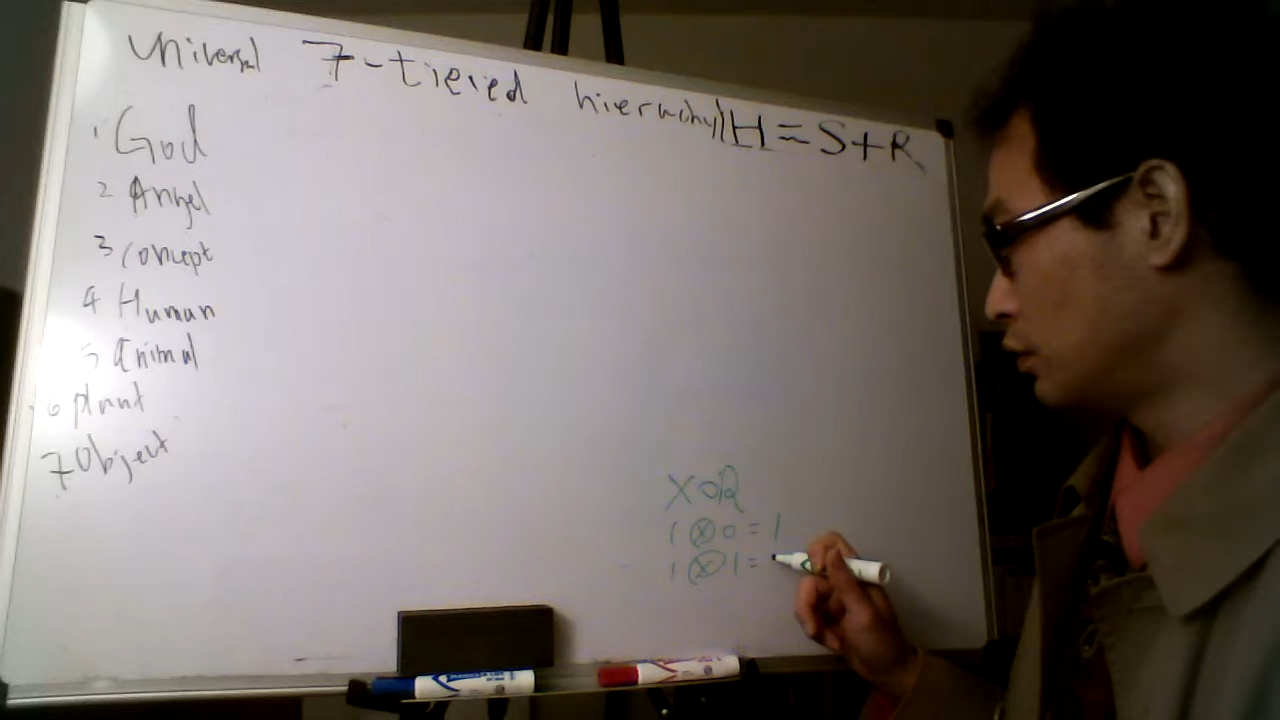 Universal 7-tiered hierarchy H = S+R
1 God
2 Angel
3 Concept
4 Human
5 Animal
6 plant
7 Object
XOR
1 ⊗ 0 = 1
1 ⊗ 1 =